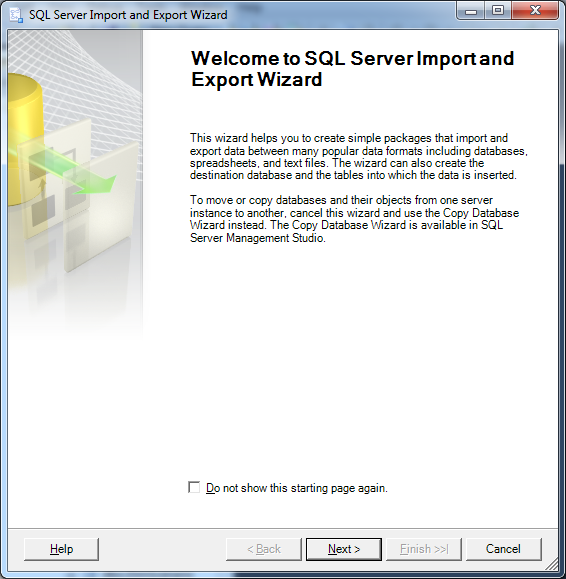 SQL Server Import and Export Wizard
Welcome to SQL Server Import and
Export Wizard
This wizard helps you to create simple packages that import and
export data between many popular data formats including databases,
spreadsheets, and text files. The wizard can also create the
destination database and the tables into which the data is inserted.
To move or copy databases and their objects from one server
instance to another, cancel this wizard and use the Copy Database
Wizard instead. The Copy Database Wizard is available in SQL
Server Management Studio.
Do not show this starting page again.
Help
< Back
Next >
Finish >>|
Cancel